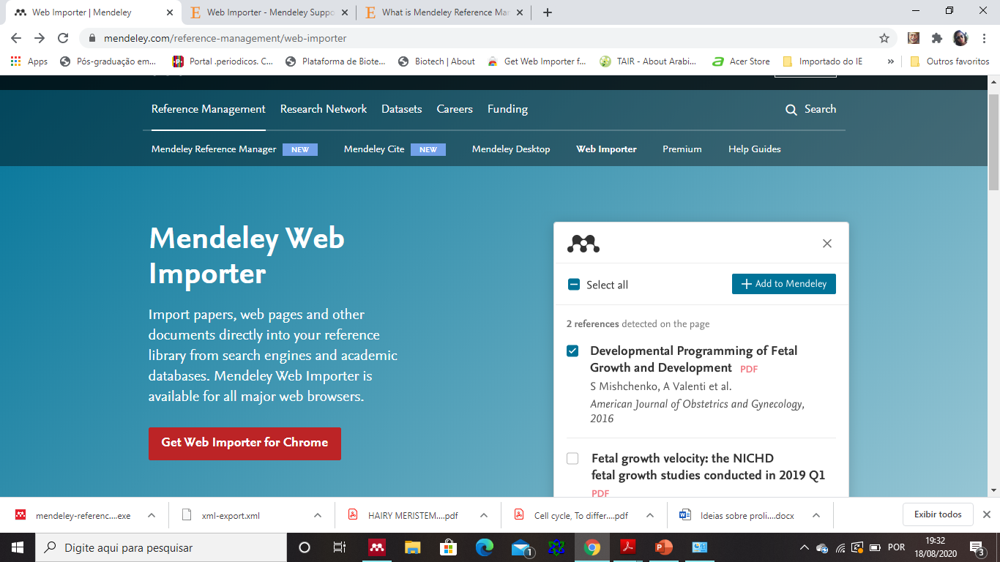 Web Importer | Mendeley
Web Importer - Mendeley Suppo
What is Mendeley Reference Mar
mendeley.com/reference-management/web-importer
Apps
Pós-graduação em...
Portal .periodicos. C...
Plataforma de Biote...
Biotech | About
Get Web Importer f...
TAIR - About Arabi...
Acer Store
Importado do IE
»
Outros favoritos
Reference Management
Research Network
Datasets
Careers
Funding
Search
Mendeley Reference Manager NEW
Mendeley Cite NEW
Mendeley Desktop
Web Importer
Premium
Help Guides
Mendeley Web
Importer
Import papers, web pages and other
documents directly into your reference
library from search engines and academic
databases. Mendeley Web Importer is
available for all major web browsers.
Get Web Importer for Chrome
Select all
+ Add to Mendeley
2 references detected on the page
Developmental Programming of Fetal
Growth and Development PDF
S Mishchenko, A Valenti et al.
American Journal of Obstetrics and Gynecology,
2016
Fetal growth velocity: the NICHD
fetal growth studies conducted in 2019 Q1
PDF
mendeley-referenc....exe
xml-export.xml
HAIRY MERISTEM....pdf
Cell cycle, To differ....pdf
Ideias sobre proli....docx
Exibir todos
Digite aqui para pesquisar
1
POR
19:32
18/08/2020
3